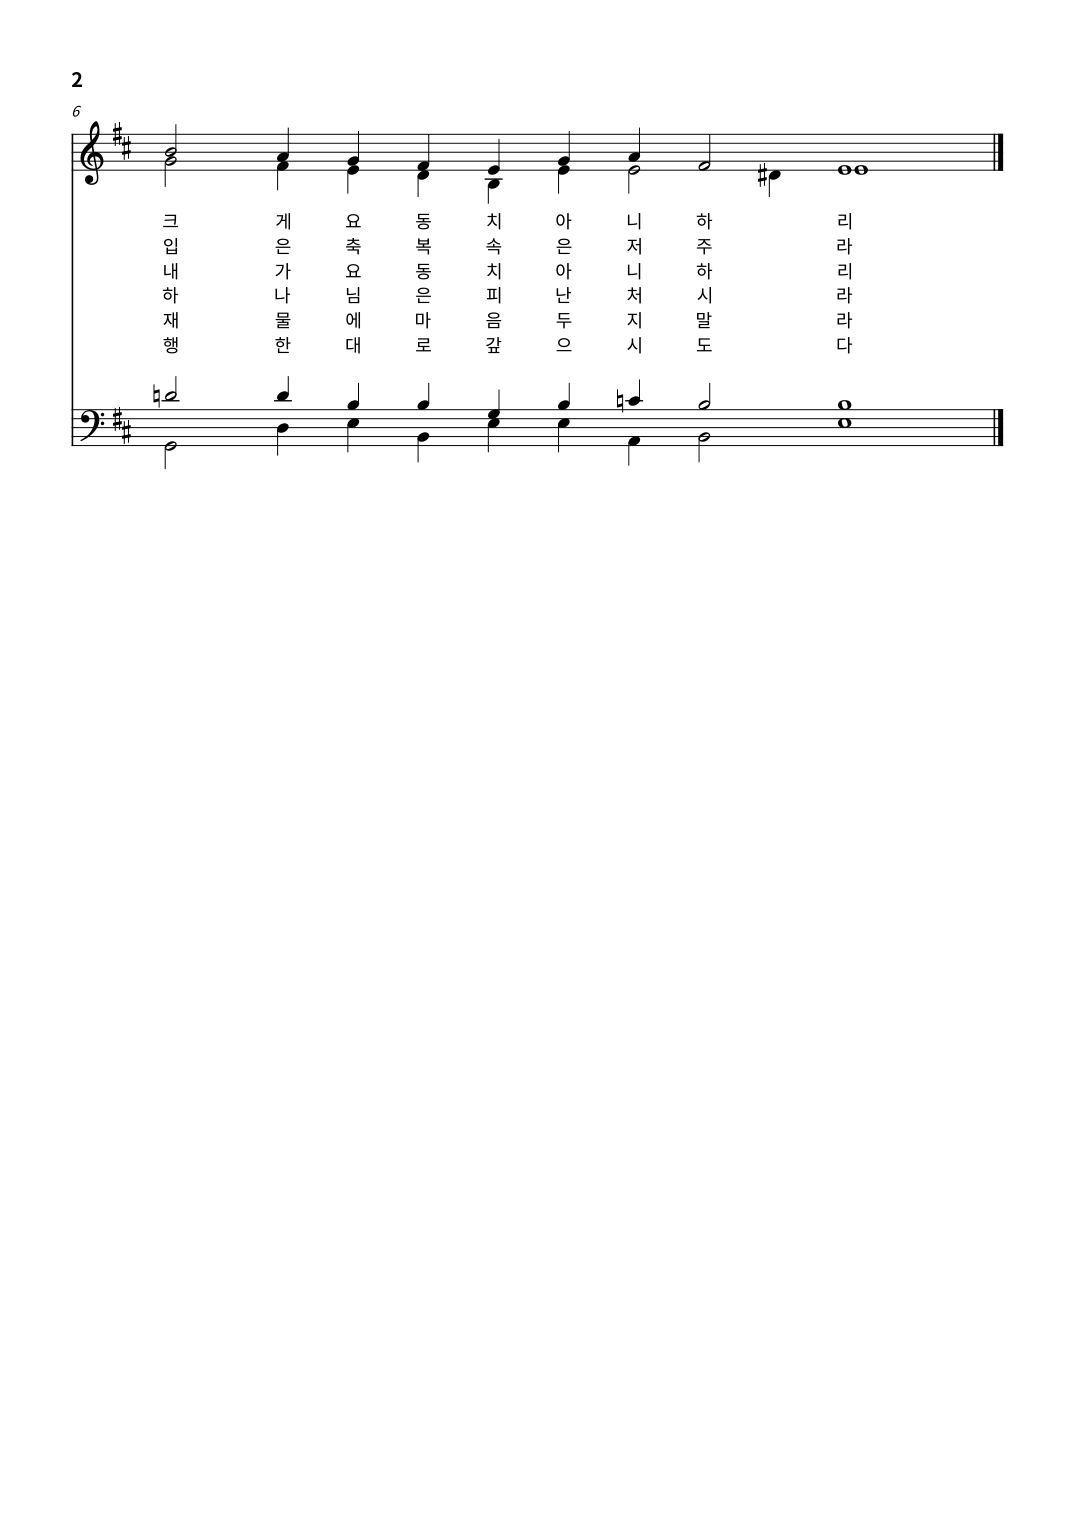 2
6
크 게 요 동 치 아 니 하 리
입 은 축 복 속 은 저 주 라
내 가 요 동 치 아 니 하 리
하 나 님 은 피 난 처 시 라
재 물 에 마 음 두 지 말 라
행 한 대 로 갚 으 시 도 다